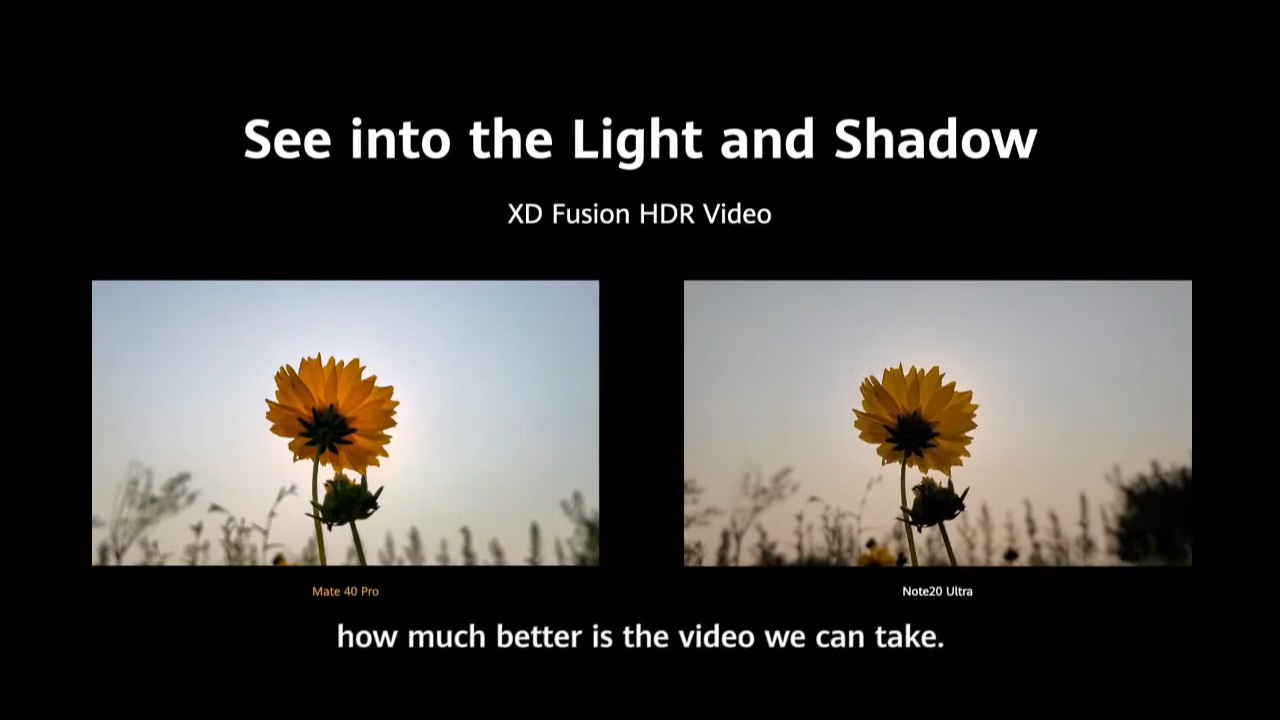 See into the Light and Shadow
XD Fusion HDR Video
Mate 40 Pro
Note20 Ultra
how much better is the video we can take.